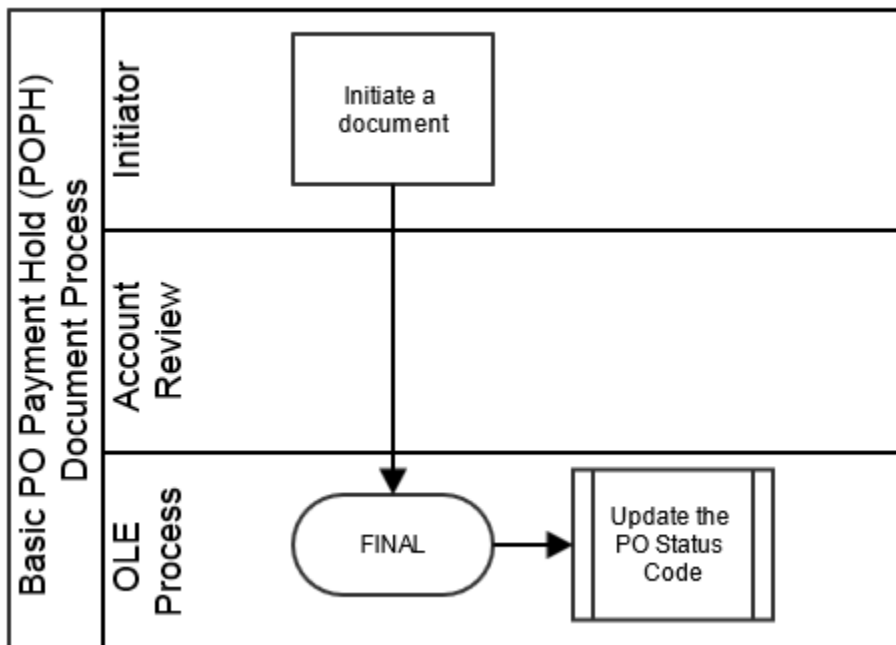 Basic PO Payment Hold (POPH)
Document Process
Initiator
Initiate a
document
Account
Review
OLE
Process
FINAL
Update the
PO Status
Code